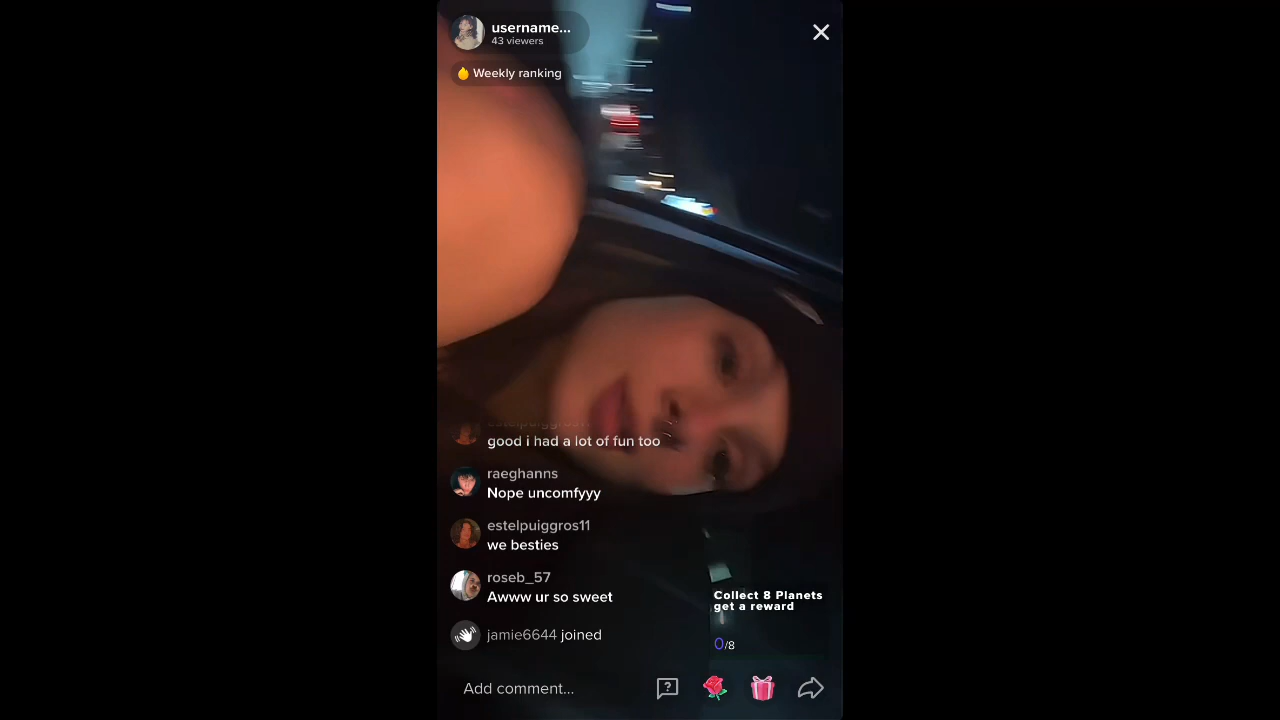 username...
43 viewers
Weekly ranking
good i had a lot of fun too
raeghanns
Nope uncomfyyy
estelpuiggros11
we besties
roseb_57
Awww ur so sweet
jamie6644 joined
Collect 8 Planets
get a reward
0/8
Add comment...